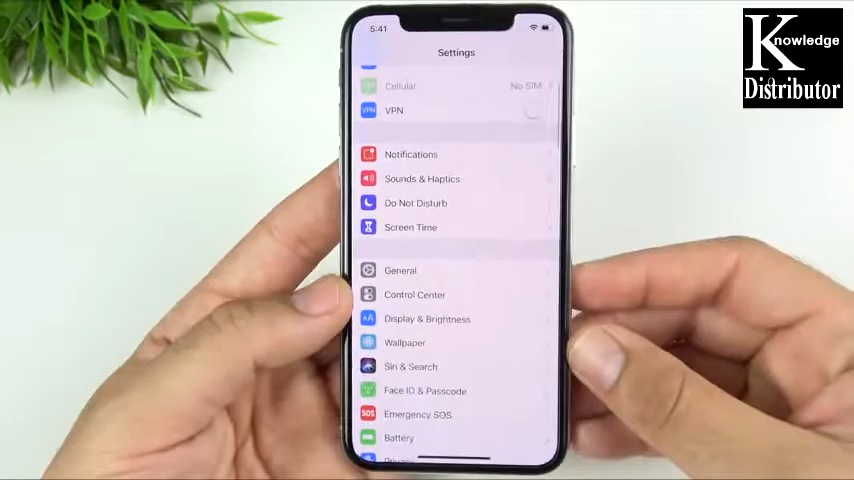 5:41
Settings
Cellular No SIM
VPN VPN
Notifications
Sounds & Haptics
Do Not Disturb
Screen Time
General
Control Center
AA Display & Brightness
Wallpaper
Siri & Search
Face ID & Passcode
SOS Emergency SOS
Battery
Privacy
Knowledge
Distributor